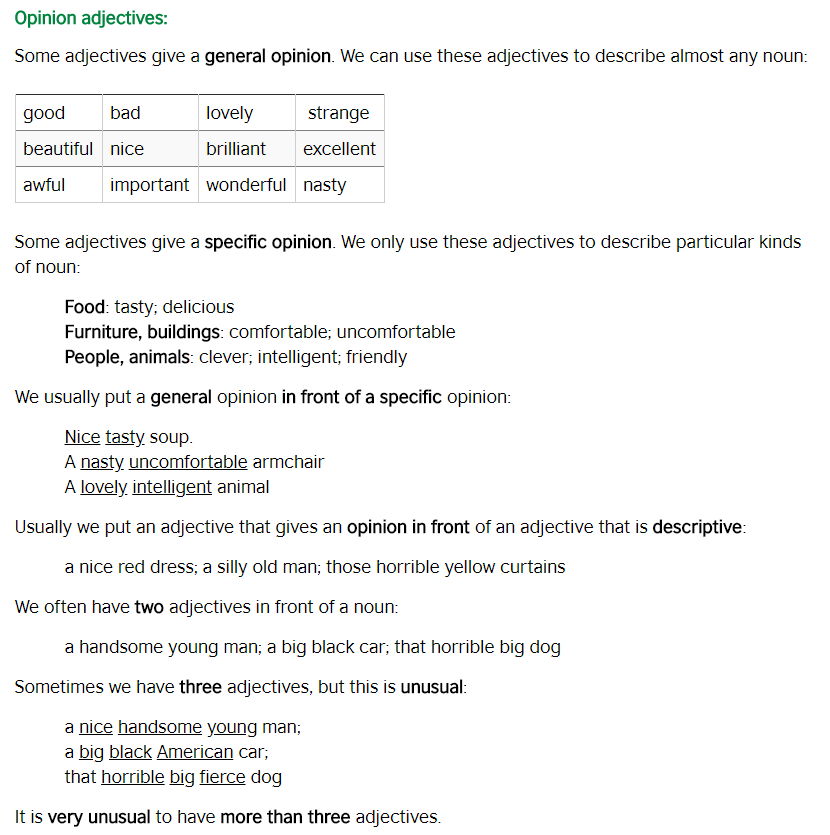 Opinion adjectives:
Some adjectives give a general opinion. We can use these adjectives to describe almost any noun:
good bad lovely strange
beautiful nice brilliant excellent
awful important wonderful nasty
Some adjectives give a specific opinion. We only use these adjectives to describe particular kinds
of noun:
Food: tasty; delicious
Furniture, buildings: comfortable; uncomfortable
People, animals: clever; intelligent; friendly
We usually put a general opinion in front of a specific opinion:
Nice tasty soup.
A nasty uncomfortable armchair
A lovely intelligent animal
Usually we put an adjective that gives an opinion in front of an adjective that is descriptive:
a nice red dress; a silly old man; those horrible yellow curtains
We often have two adjectives in front of a noun:
a handsome young man; a big black car; that horrible big dog
Sometimes we have three adjectives, but this is unusual:
a nice handsome young man;
a big black American car;
that horrible big fierce dog
It is very unusual to have more than three adjectives.